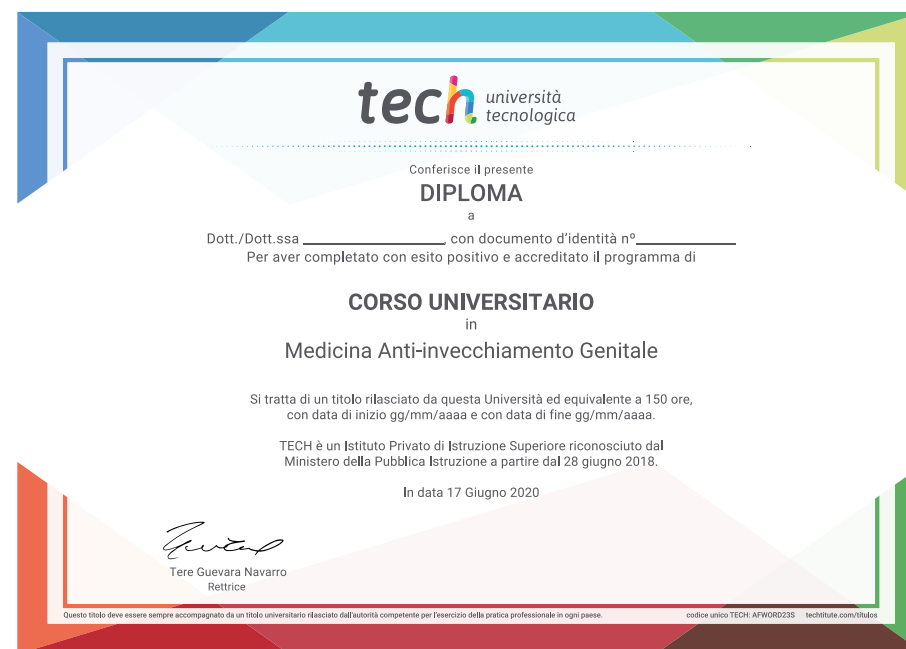 tech università
tecnologica
Conferisce il presente
DIPLOMA
a
Dott./Dott.ssa ____________________, con documento d'identità nº______________
Per aver completato con esito positivo e accreditato il programma di
CORSO UNIVERSITARIO
in
Medicina Anti-invecchiamento Genitale
Si tratta di un titolo rilasciato da questa Università ed equivalente a 150 ore,
con data di inizio gg/mm/aaaa e con data di fine gg/mm/aaaa.
TECH è un Istituto Privato di Istruzione Superiore riconosciuto dal
Ministero della Pubblica Istruzione a partire dal 28 giugno 2018.
In data 17 Giugno 2020
Tere Guevara Navarro
Rettrice
Questo titolo deve essere sempre accompagnato da un titolo universitario rilasciato dall'autorità competente per l'esercizio della pratica professionale in ogni paese. codice unico TECH: AFWORD23S techtitute.com/titulos